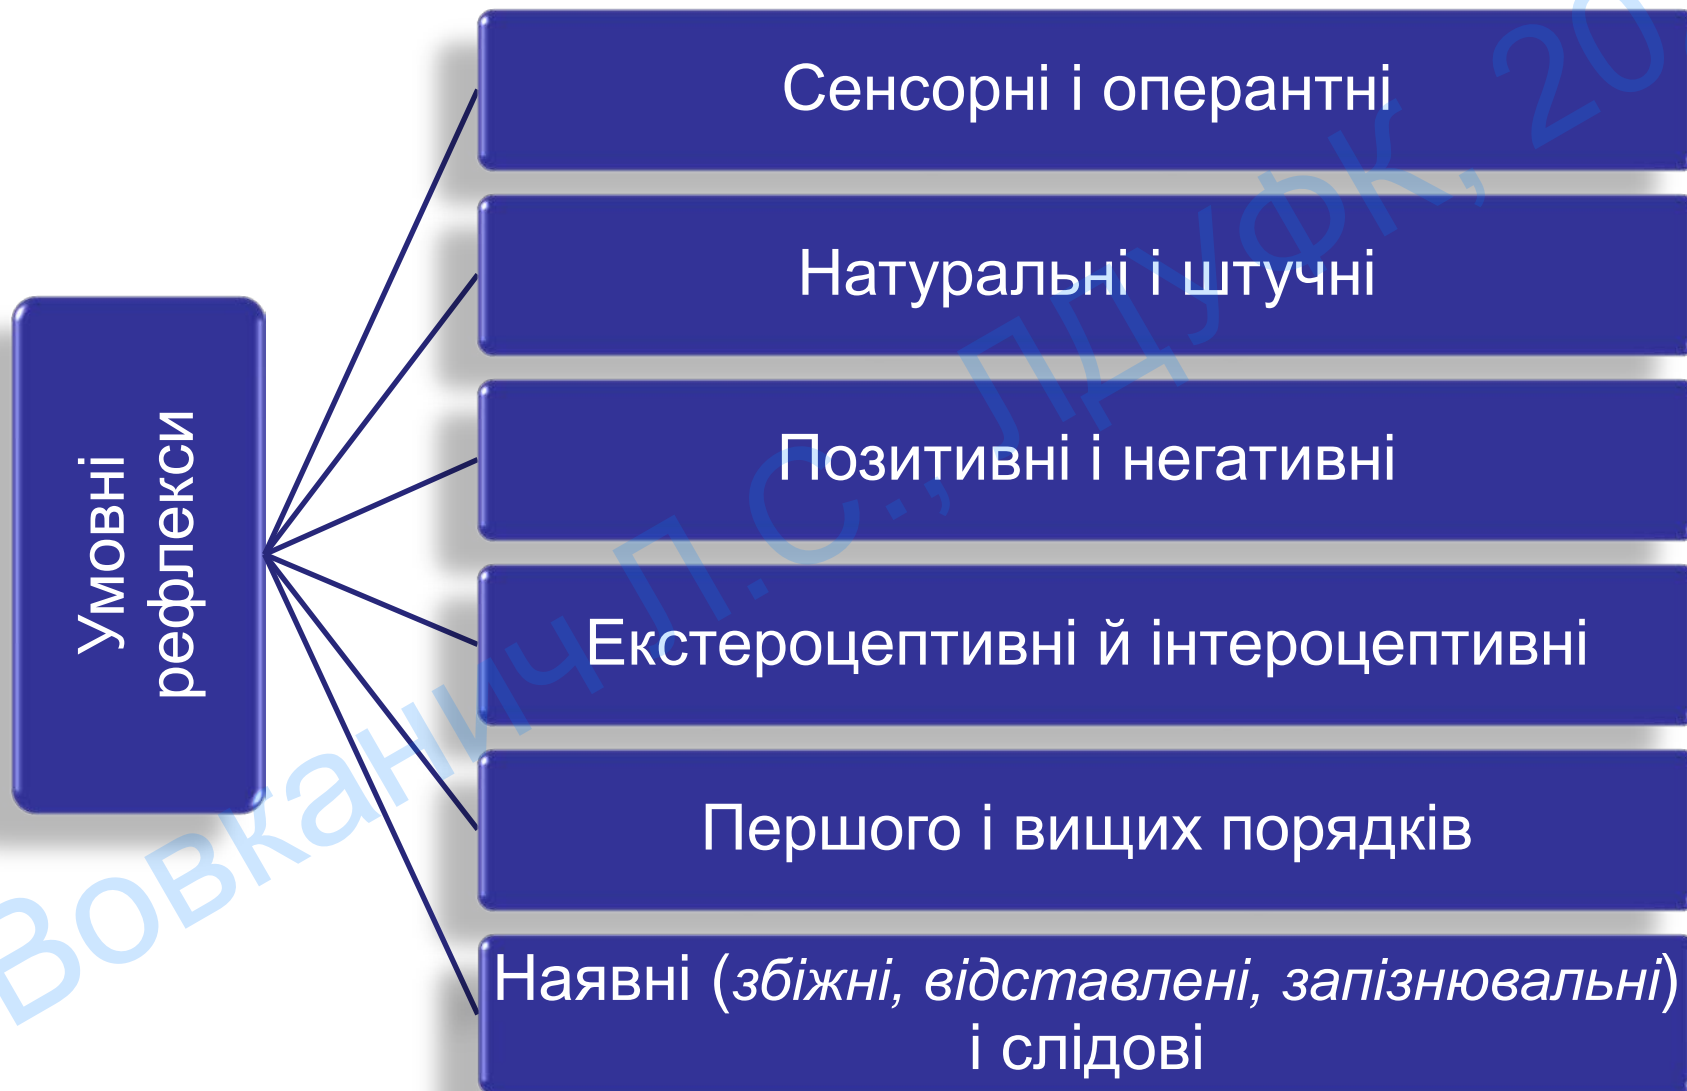 Умовні
рефлекси
Сенсорні і оперантні
Натуральні і штучні
Позитивні і негативні
Екстероцептивні й інтероцептивні
Першого і вищих порядків
Наявні (збіжні, відставлені, запізнювальні)
і слідові
Вовканич Л.С., ЛДУФК, 20